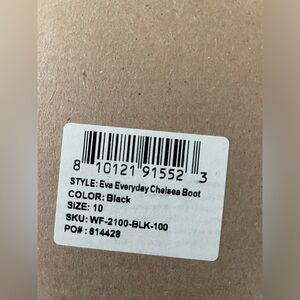 8 10121 91552 3
STYLE: Eva Everyday Chelsea Boot
COLOR: Black
SIZE: 10
SKU: WF-2100-BLK-100
PO# : 614428